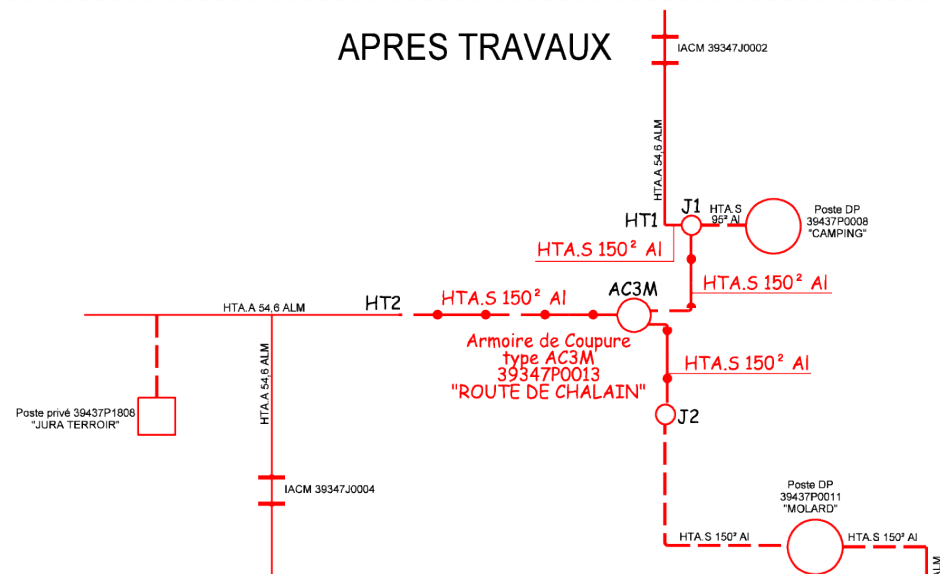 APRES TRAVAUX
IACM 39347J0002
HTA.A 54,6 ALM
J1
HT1
HTA.S
95² Al
Poste DP
39437P0008
"CAMPING"
HTA.S 150² Al
HTA.S 150² Al
AC3M
HTA.A 54,6 ALM
HT2
HTA.S 150² Al
Armoire de Coupure
type AC3M
39347P0013
"ROUTE DE CHALAIN"
HTA.S 150² Al
HTA.A 54,6 ALM
Poste privé 39437P1808
"JURA TERROIR"
J2
IACM 39347J0004
Poste DP
39437P0011
"MOLARD"
HTA.S 150² Al
HTA.S 150² Al
ALM